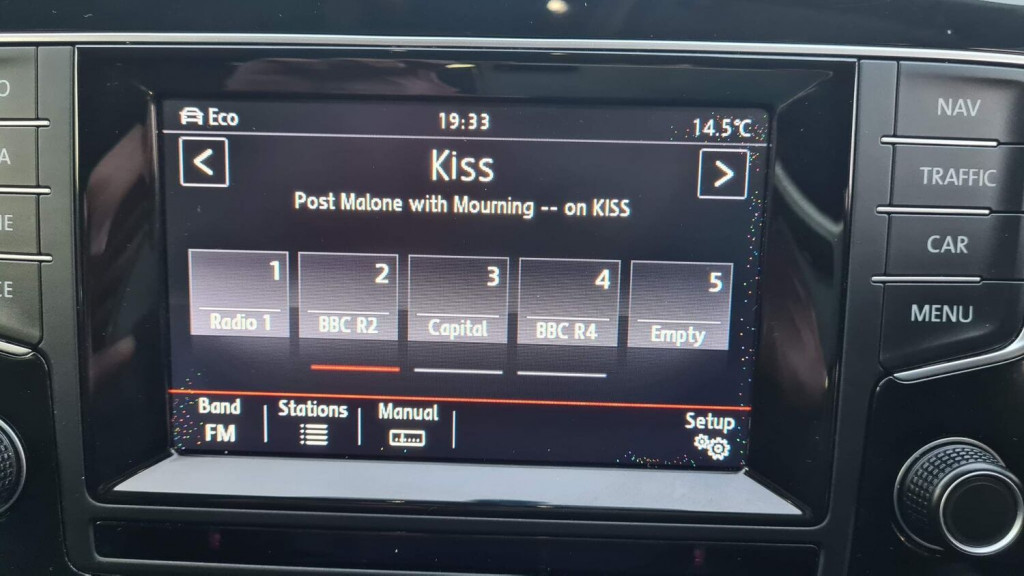 Eco 19:33 14.5°C
< Kiss >
Post Malone with Mourning -- on KISS
1 2 3 4 5
Radio 1 BBC R2 Capital BBC R4 Empty
Band Stations Manual Setup
FM
NAV
TRAFFIC
CAR
MENU